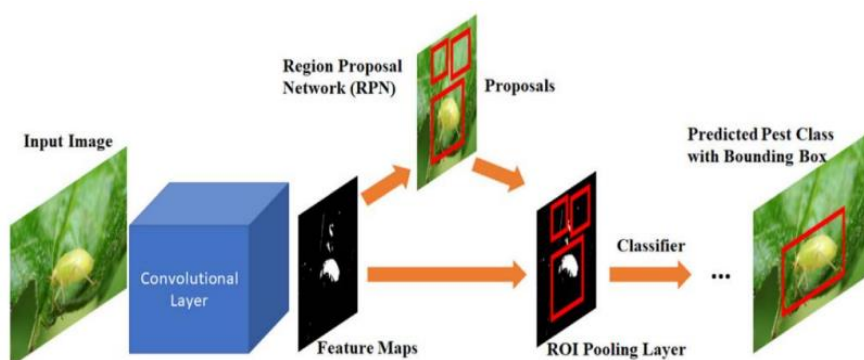 Input Image
Convolutional
Layer
Feature Maps
Region Proposal
Network (RPN)
Proposals
ROI Pooling Layer
Classifier
...
Predicted Pest Class
with Bounding Box